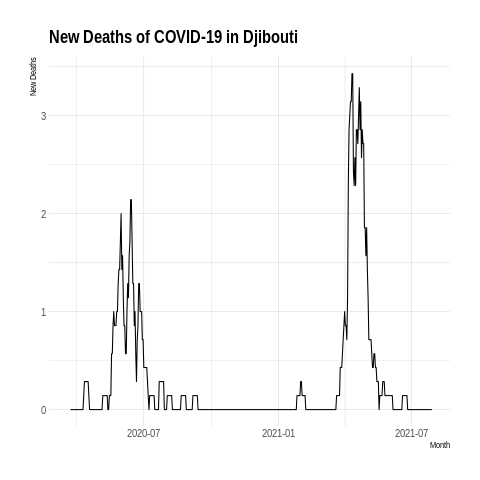 New Deaths of COVID-19 in Djibouti
New Deaths
3
2
1
0
2020-07
2021-01
2021-07
Month